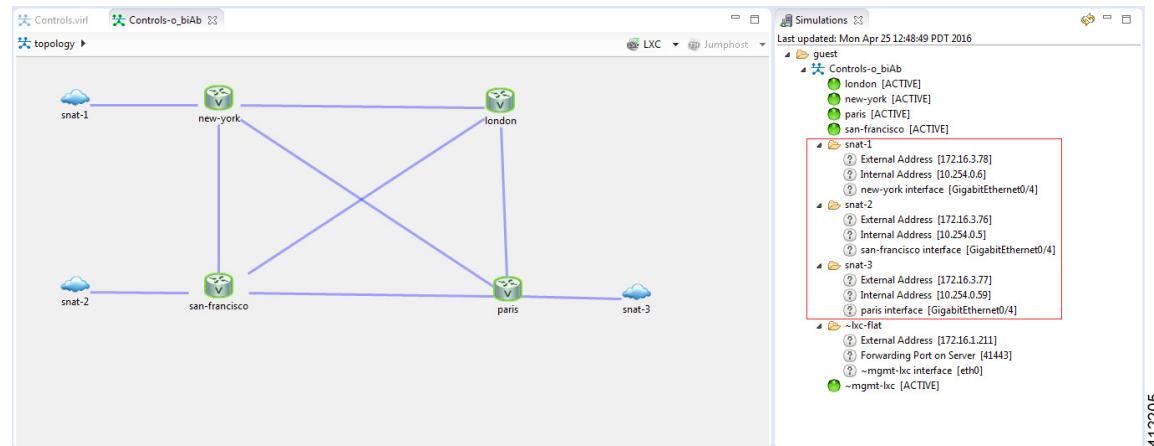 Controls.virl
Controls-o_biAb
topology
LXC
Jumphost
snat-1
new-york
london
snat-2
san-francisco
paris
snat-3
Simulations
Last updated: Mon Apr 25 12:48:49 PDT 2016
guest
Controls-o_biAb
london [ACTIVE]
new-york [ACTIVE]
paris [ACTIVE]
san-francisco [ACTIVE]
snat-1
External Address [172.16.3.78]
Internal Address [10.254.0.6]
new-york interface [GigabitEthernet0/4]
snat-2
External Address [172.16.3.76]
Internal Address [10.254.0.5]
san-francisco interface [GigabitEthernet0/4]
snat-3
External Address [172.16.3.77]
Internal Address [10.254.0.59]
paris interface [GigabitEthernet0/4]
~lxc-flat
External Address [172.16.1.211]
Forwarding Port on Server [41443]
~mgmt-lxc interface [eth0]
~mgmt-lxc [ACTIVE]
412205